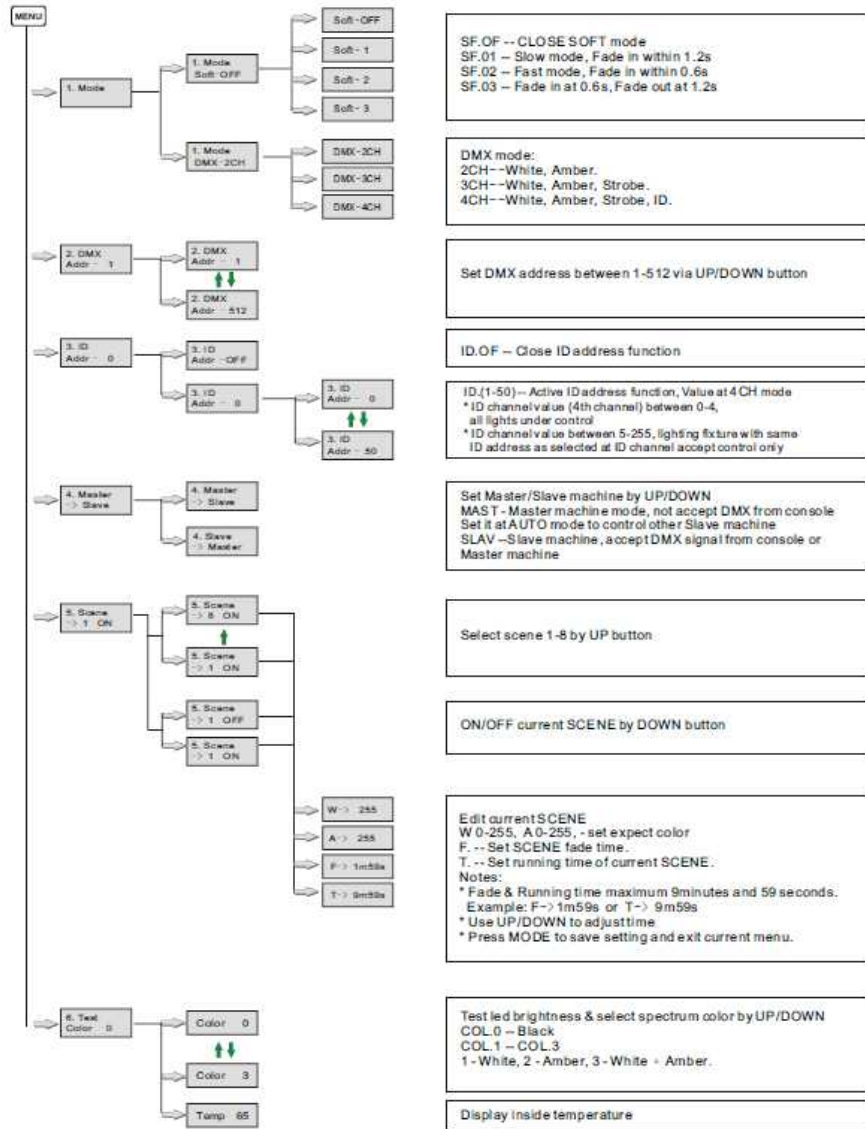 MENU
1. Mode
1. Mode
Soft-OFF
Soft-OFF
Soft- 1
Soft- 2
Soft- 3
SF.OF -- CLOSE SOFT mode
SF.01 -- Slow mode, Fade in within 1.2s
SF.02 -- Fast mode, Fade in within 0.6s
SF.03 -- Fade in at 0.6s, Fade out at 1.2s
1. Mode
DMX-2CH
DMX-2CH
DMX-3CH
DMX-4CH
DMX mode:
2CH--White, Amber.
3CH--White, Amber, Strobe.
4CH--White, Amber, Strobe, ID.
2. DMX
Addr - 1
2. DMX
Addr - 1
2. DMX
Addr - 512
Set DMX address between 1-512 via UP/DOWN button
3. ID
Addr - 0
3. ID
Addr -OFF
ID.OF -- Close ID address function
3. ID
Addr - 0
3. ID
Addr - 0
3. ID
Addr - 50
ID.(1-50)-- Active ID address function, Value at 4CH mode
* ID channel value (4th channel) between 0-4,
all lights under control
* ID channel value between 5-255, lighting fixture with same
ID address as selected at ID channel accept control only
4. Master
-> Slave
4. Master
-> Slave
4. Slave
-> Master
Set Master/Slave machine by UP/DOWN
MAST - Master machine mode, not accept DMX from console
Set it at AUTO mode to control other Slave machine
SLAV --Slave machine, accept DMX signal from console or
Master machine
5. Scene
-> 1 ON
5. Scene
-> 8 ON
5. Scene
-> 1 ON
Select scene 1-8 by UP button
5. Scene
-> 1 OFF
5. Scene
-> 1 ON
ON/OFF current SCENE by DOWN button
W-> 255
A-> 255
F-> 1m59s
T-> 9m59s
Edit current SCENE
W 0-255, A 0-255, - set expect color
F. -- Set SCENE fade time.
T. -- Set running time of current SCENE.
Notes:
* Fade & Running time maximum 9minutes and 59 seconds.
Example: F->1m59s or T-> 9m59s
* Use UP/DOWN to adjust time
* Press MODE to save setting and exit current menu.
6. Test
Color 0
Color 0
Color 3
Test led brightness & select spectrum color by UP/DOWN
COL.0 -- Black
COL.1 -- COL.3
1 - White, 2 - Amber, 3 - White + Amber.
Temp 65
Display inside temperature